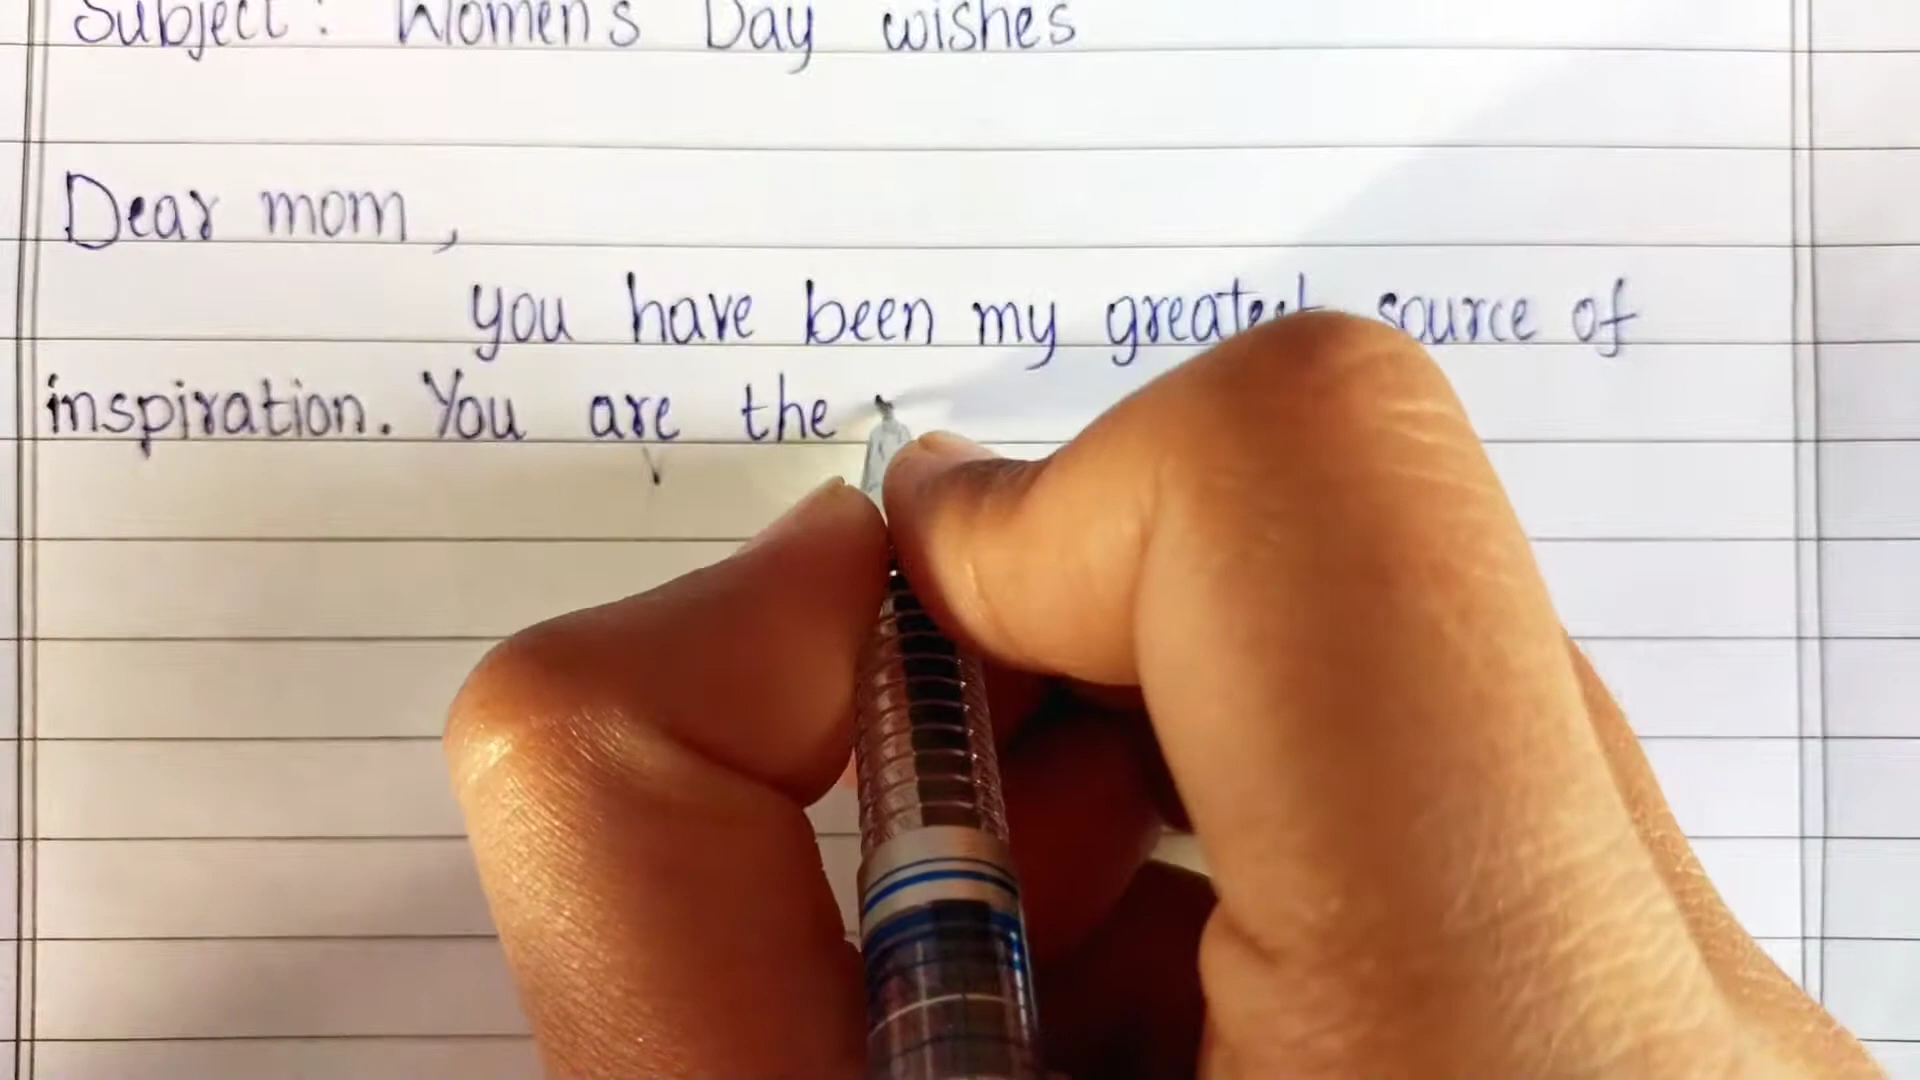 Subject: Women's Day wishes
Dear mom,
you have been my greatest source of
inspiration. You are the